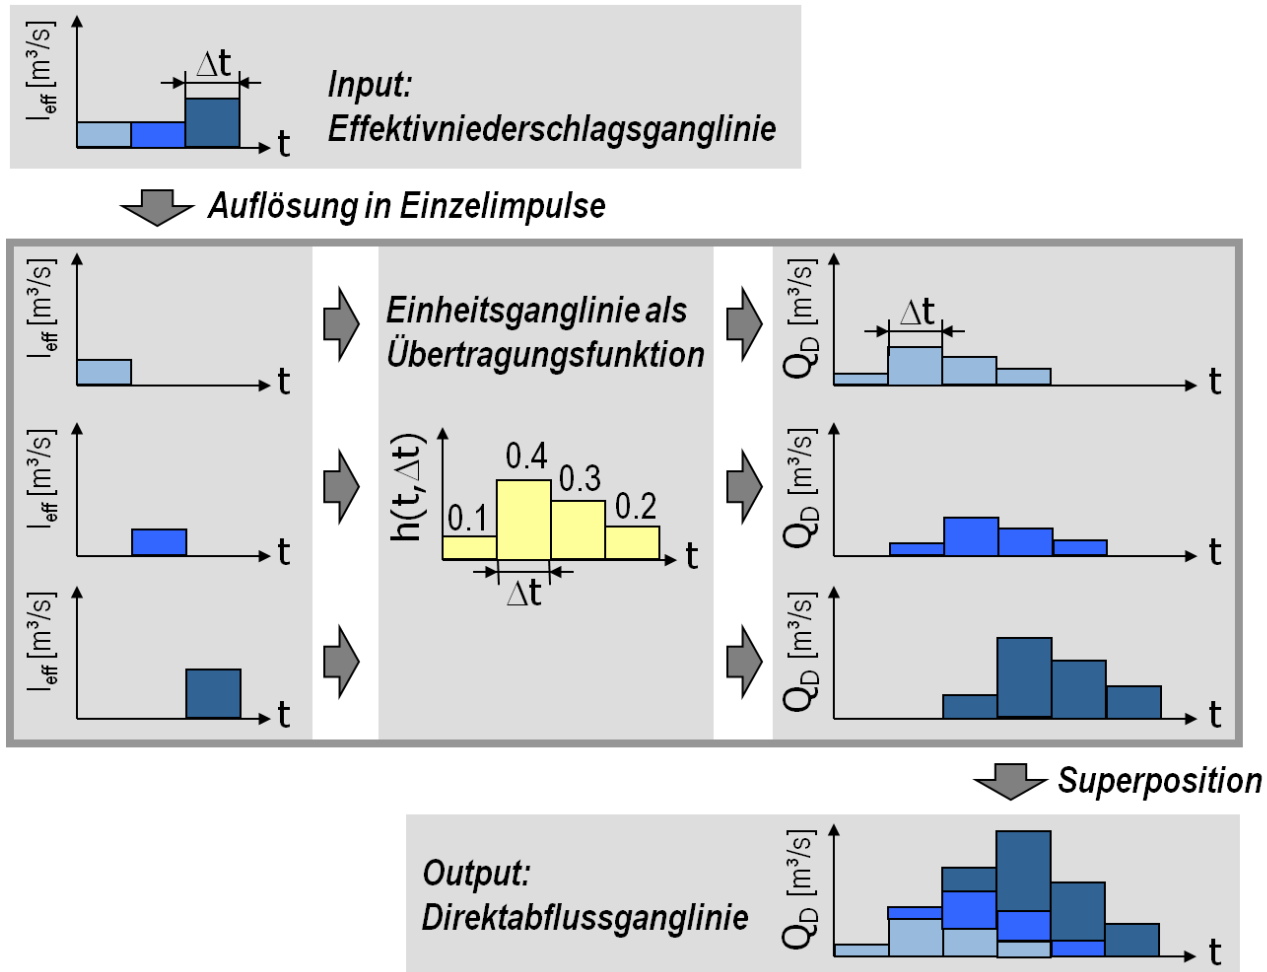 I_eff [m³/s]
Δt
t
Input:
Effektivniederschlagsganglinie
Auflösung in Einzelimpulse
I_eff [m³/s]
t
Einheitsganglinie als
Übertragungsfunktion
Q_D [m³/s]
Δt
t
I_eff [m³/s]
t
h(t,Δt)
0.1
0.4
0.3
0.2
t
Δt
Q_D [m³/s]
t
I_eff [m³/s]
t
Q_D [m³/s]
t
Superposition
Output:
Direktabflussganglinie
Q_D [m³/s]
t